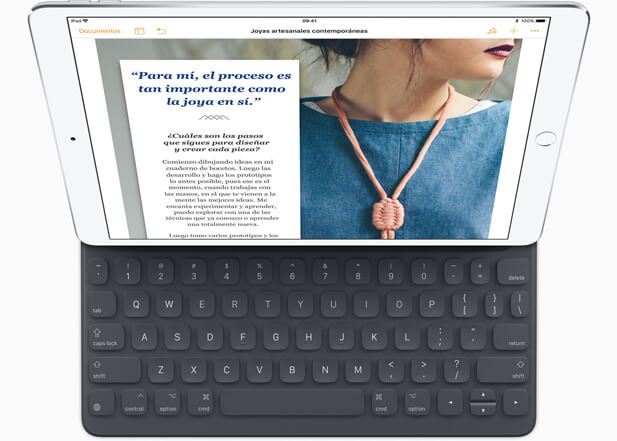 iPad
09:41
100%
Documentos
Joyas artesanales contemporáneas
“Para mí, el proceso es
tan importante como
la joya en sí.”
¿Cuáles son los pasos
que sigues para diseñar
y crear cada pieza?
Comienzo dibujando ideas en mi
cuaderno de bocetos. Luego las
desarrollo y hago los prototipos
lo antes posible, pues ese es el
momento, cuando trabajas con
las manos, en el que te vienen a la
mente las mejores ideas. Me
encanta experimentar y aprender,
puedo explorar con una de las
técnicas que ya conozco o aprender
una totalmente nueva.
Luego tomo varios prototipos y los
~ ` ! 1 @ 2 # 3 $ 4 % 5 ^ 6 & 7 * 8 ( 9 ) 0 — - + = delete
tab Q W E R T Y U I O P { [ } ] | \
caps lock A S D F G H J K L : ; " ' return
shift Z X C V B N M < , > . ? / shift
control option cmd cmd option